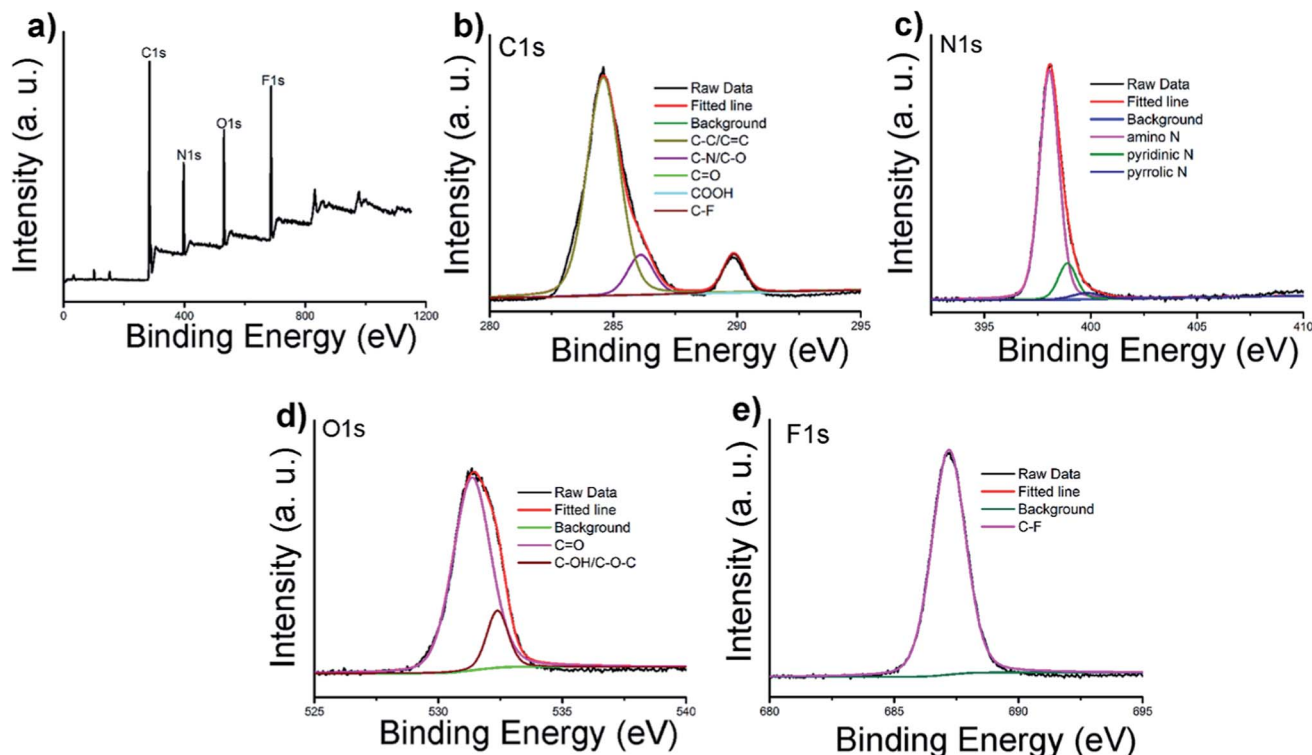 a)
C1s
N1s
O1s
F1s
Intensity (a. u.)
0
400
800
1200
Binding Energy (eV)
b)
C1s
Raw Data
Fitted line
Background
C-C/C=C
C-N/C-O
C=O
COOH
C-F
Intensity (a. u.)
280
285
290
295
Binding Energy (eV)
c)
N1s
Raw Data
Fitted line
Background
amino N
pyridinic N
pyrrolic N
Intensity (a. u.)
395
400
405
410
Binding Energy (eV)
d)
O1s
Raw Data
Fitted line
Background
C=O
C-OH/C-O-C
Intensity (a. u.)
525
530
535
540
Binding Energy (eV)
e)
F1s
Raw Data
Fitted line
Background
C-F
Intensity (a. u.)
680
685
690
695
Binding Energy (eV)